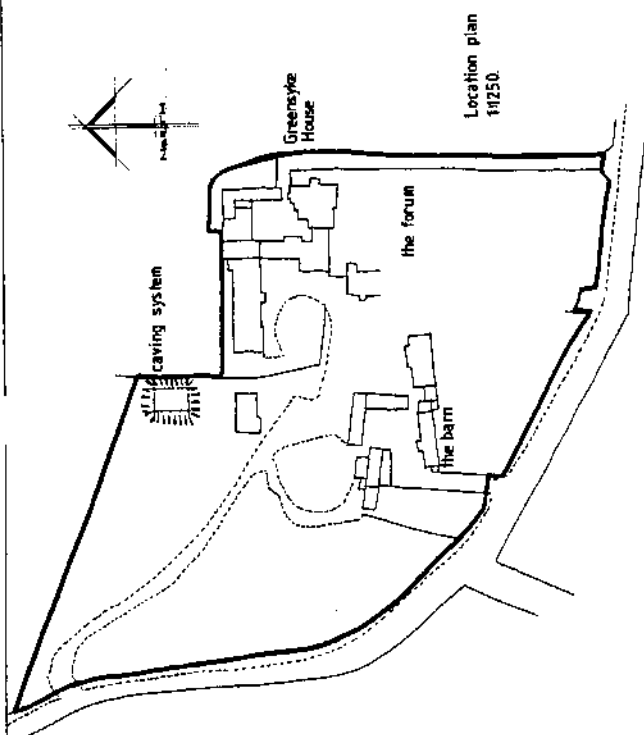 Location plan
1:1250.
Greensyke
House
the forum
caving system
the barn